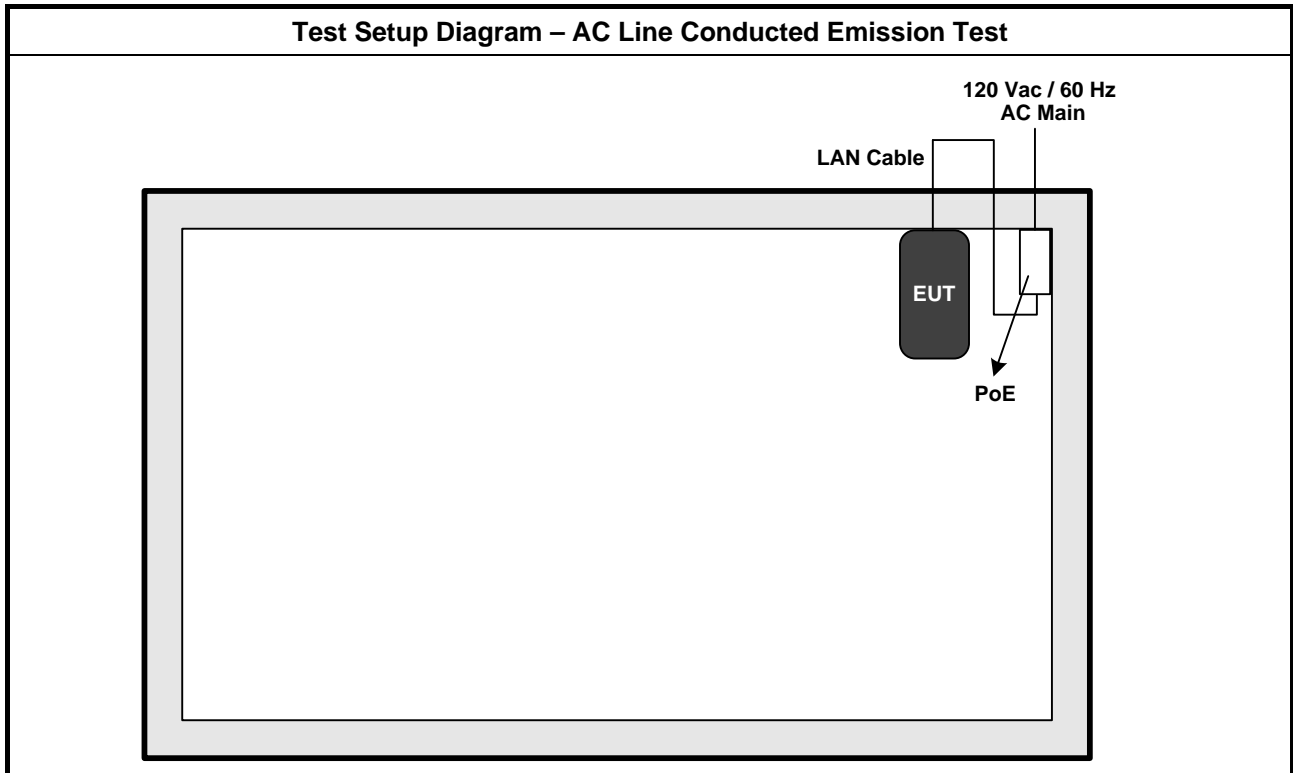 Test Setup Diagram – AC Line Conducted Emission Test
120 Vac / 60 Hz
AC Main
LAN Cable
EUT
PoE